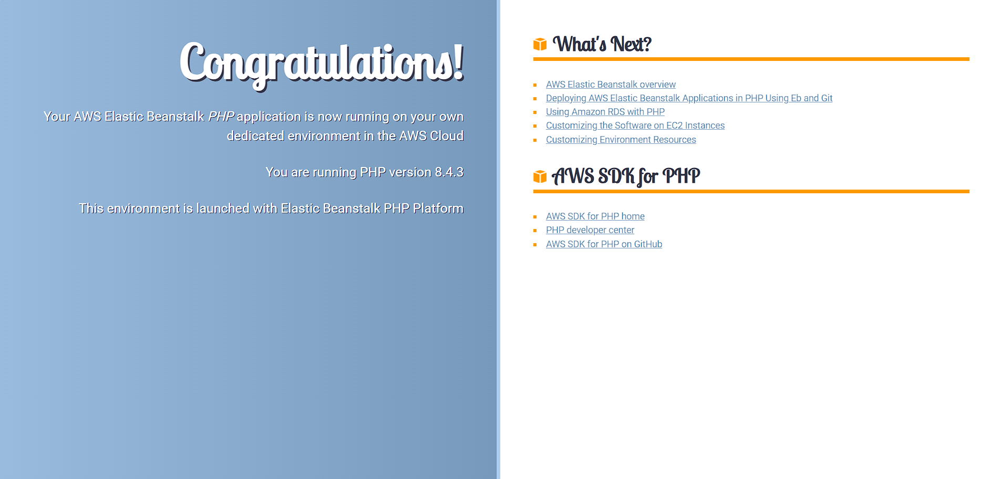 Congratulations!
Your AWS Elastic Beanstalk PHP application is now running on your own
dedicated environment in the AWS Cloud
You are running PHP version 8.4.3
This environment is launched with Elastic Beanstalk PHP Platform
What's Next?
AWS Elastic Beanstalk overview
Deploying AWS Elastic Beanstalk Applications in PHP Using Eb and Git
Using Amazon RDS with PHP
Customizing the Software on EC2 Instances
Customizing Environment Resources
AWS SDK for PHP
AWS SDK for PHP home
PHP developer center
AWS SDK for PHP on GitHub